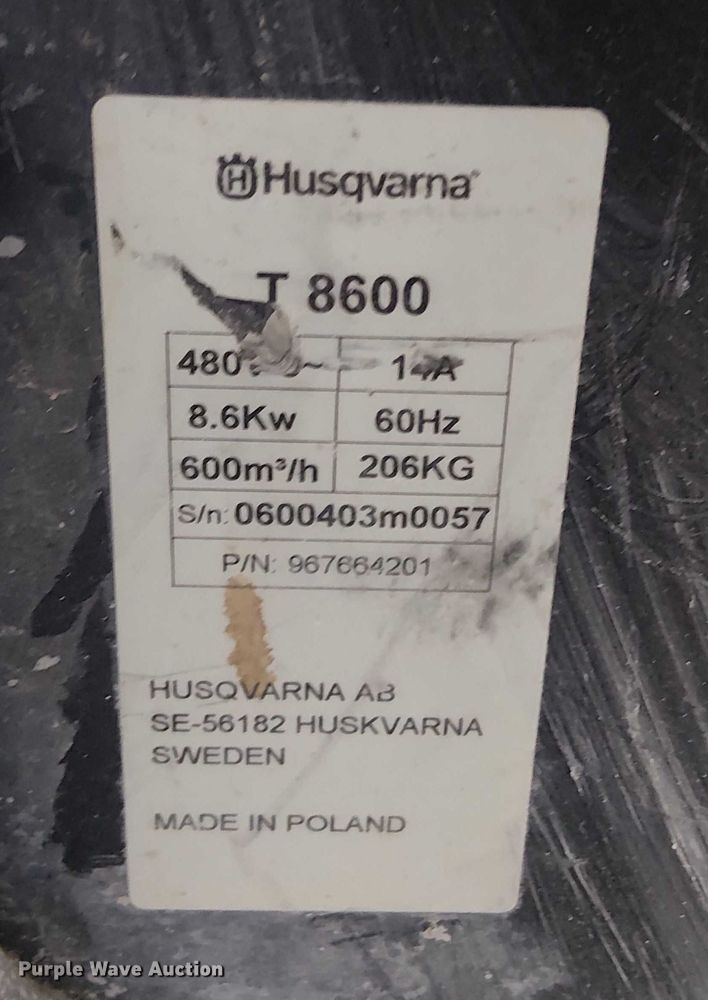 Husqvarna
T 8600
480
8.6Kw 60Hz
600m³/h 206KG
S/n: 0600403m0057
P/N: 967664201
HUSQVARNA AB
SE-56182 HUSKVARNA
SWEDEN
MADE IN POLAND
Purple Wave Auction